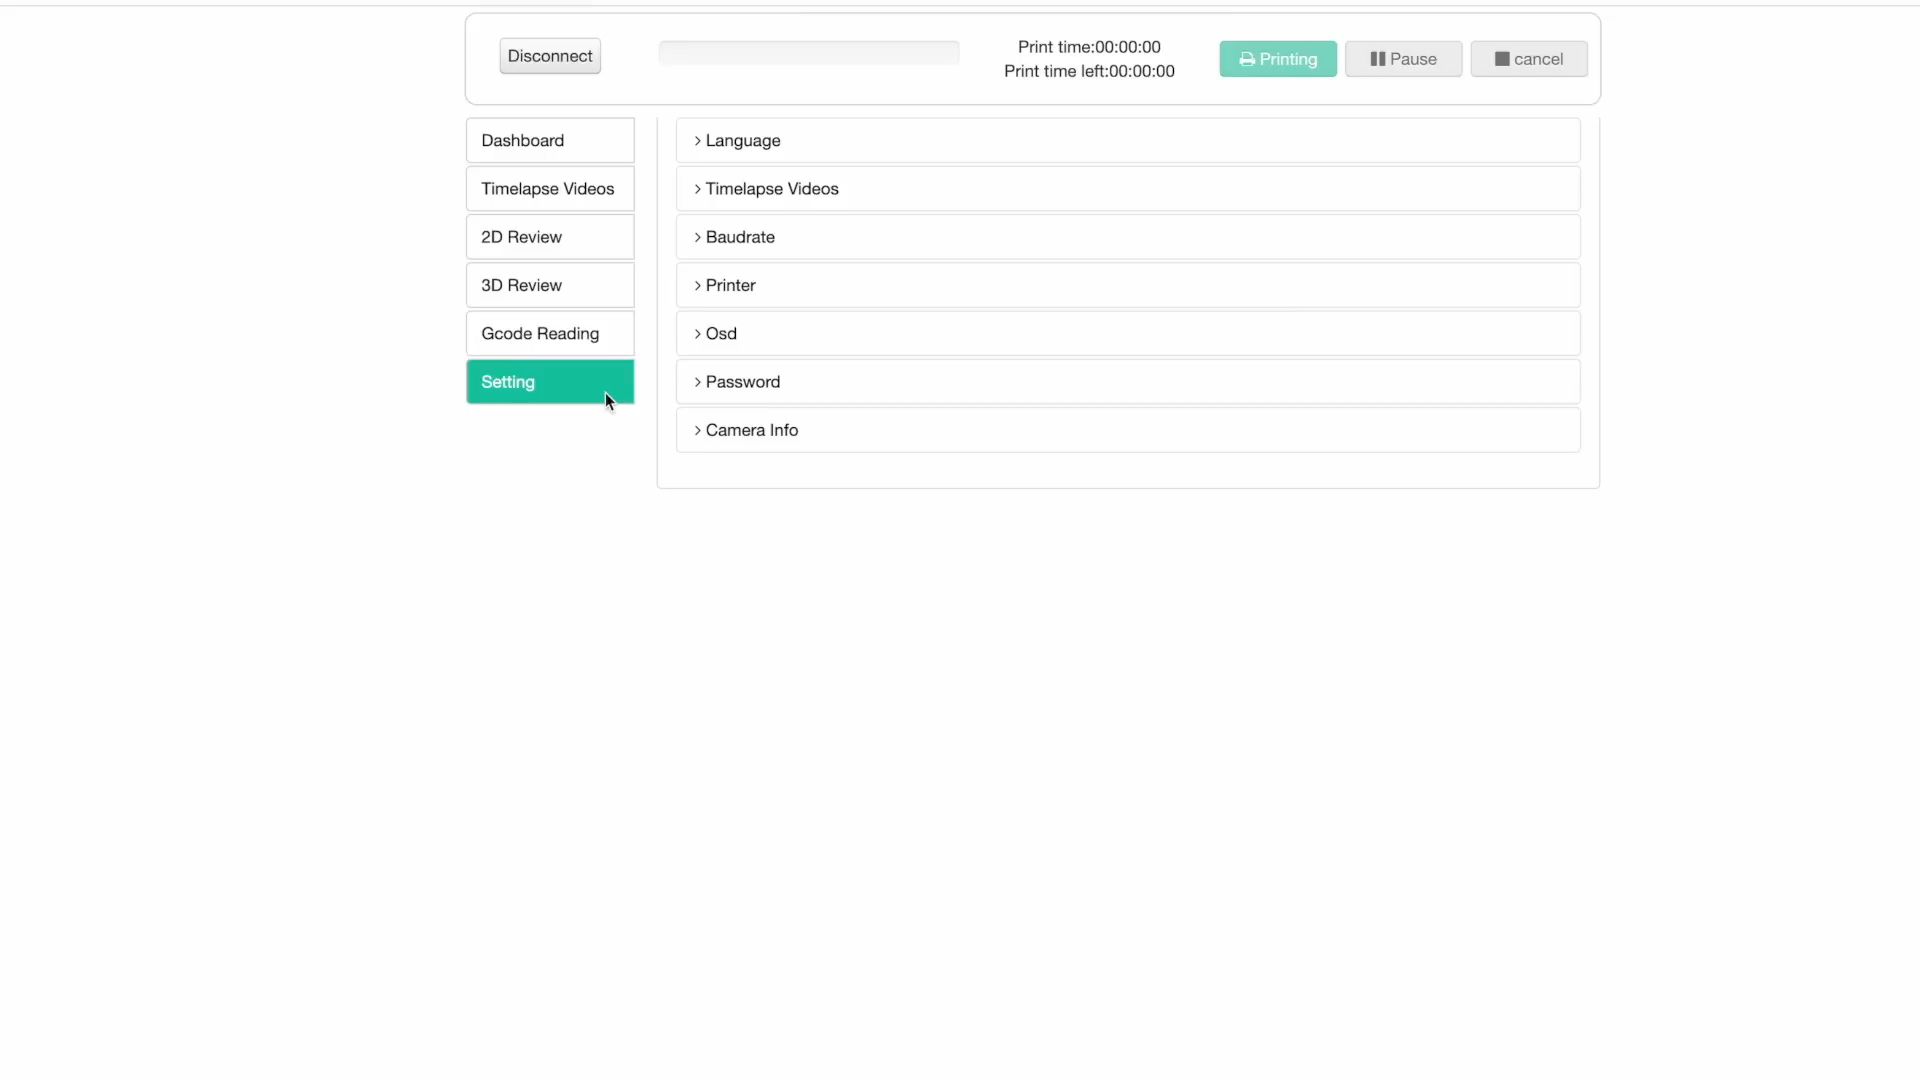 Disconnect
Print time:00:00:00
Print time left:00:00:00
Printing
Pause
cancel
Dashboard
Timelapse Videos
2D Review
3D Review
Gcode Reading
Setting
Language
Timelapse Videos
Baudrate
Printer
Osd
Password
Camera Info